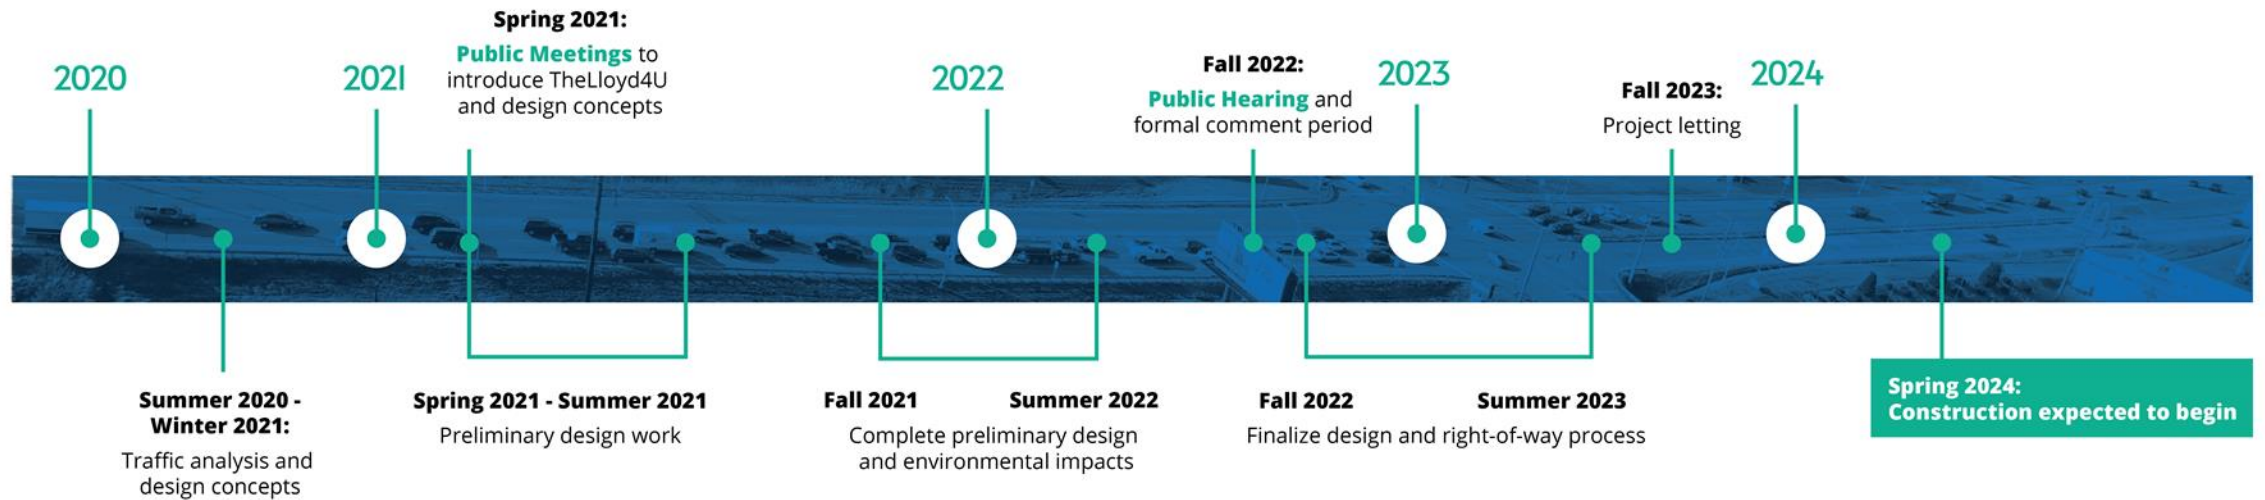 Spring 2021:
Public Meetings to
introduce TheLloyd4U
and design concepts
Fall 2022:
Public Hearing and
formal comment period
Fall 2023:
Project letting
2020
2021
2022
2023
2024
Summer 2020 -
Winter 2021:
Traffic analysis and
design concepts
Spring 2021 - Summer 2021
Preliminary design work
Fall 2021
Summer 2022
Complete preliminary design
and environmental impacts
Fall 2022
Summer 2023
Finalize design and right-of-way process
Spring 2024:
Construction expected to begin